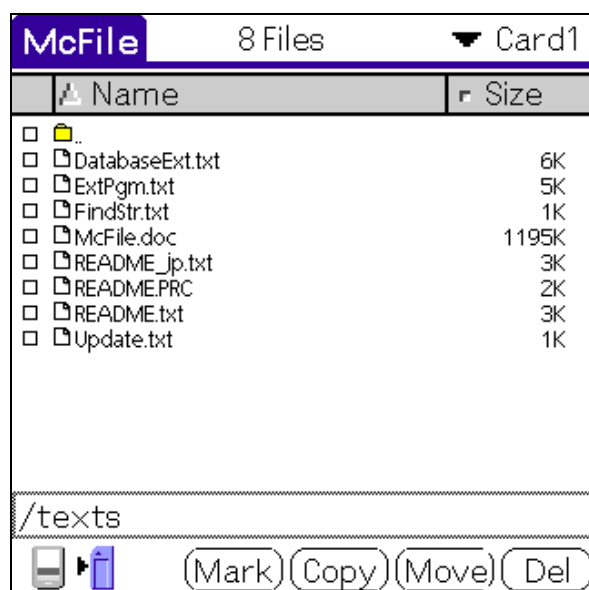 McFile 8 Files Card1
Name Size
..
DatabaseExt.txt 6K
ExtPgm.txt 5K
FindStr.txt 1K
McFile.doc 1195K
README_jp.txt 3K
README.PRC 2K
README.txt 3K
Update.txt 1K
/texts
Mark Copy Move Del